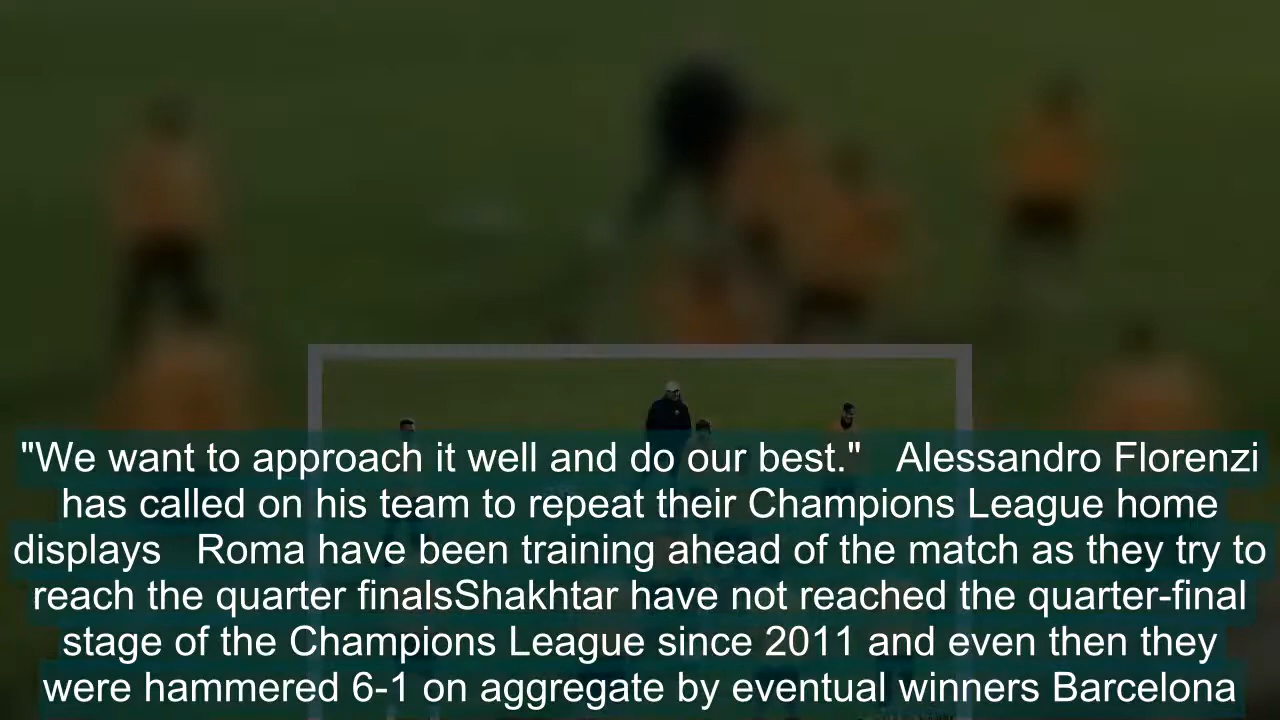 "We want to approach it well and do our best."   Alessandro Florenzi
has called on his team to repeat their Champions League home
displays   Roma have been training ahead of the match as they try to
reach the quarter finalsShakhtar have not reached the quarter-final
stage of the Champions League since 2011 and even then they
were hammered 6-1 on aggregate by eventual winners Barcelona